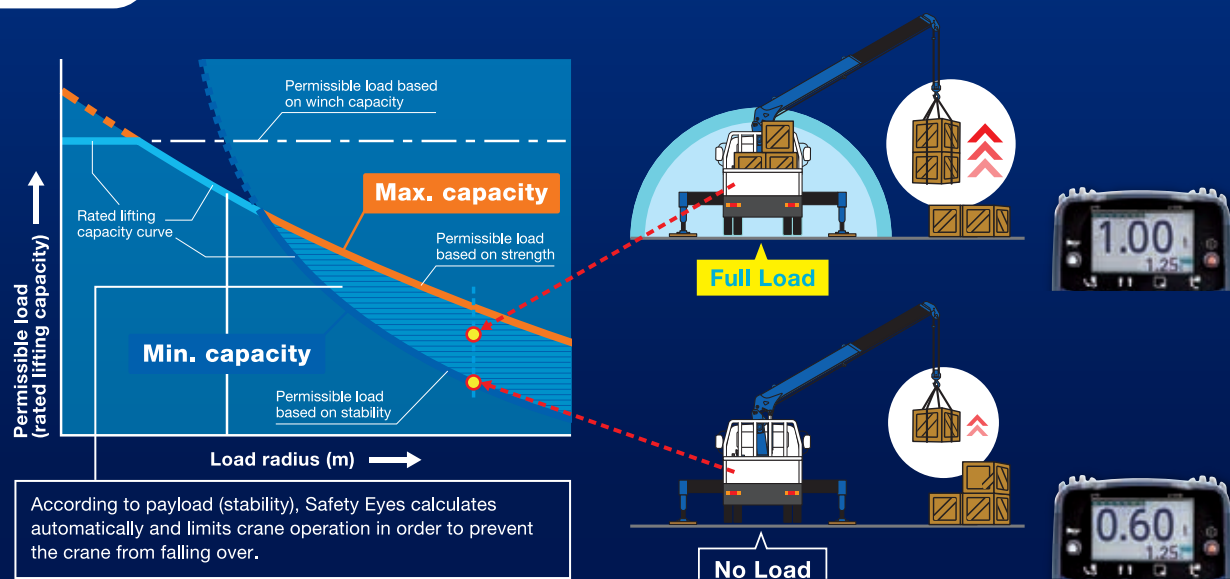 Permissible load
(rated lifting capacity)
Permissible load based
on winch capacity
Rated lifting
capacity curve
Max. capacity
Permissible load
based on strength
Min. capacity
Permissible load
based on stability
Load radius (m)
According to payload (stability), Safety Eyes calculates
automatically and limits crane operation in order to prevent
the crane from falling over.
Full Load
1.00
1.25
No Load
0.60
1.25